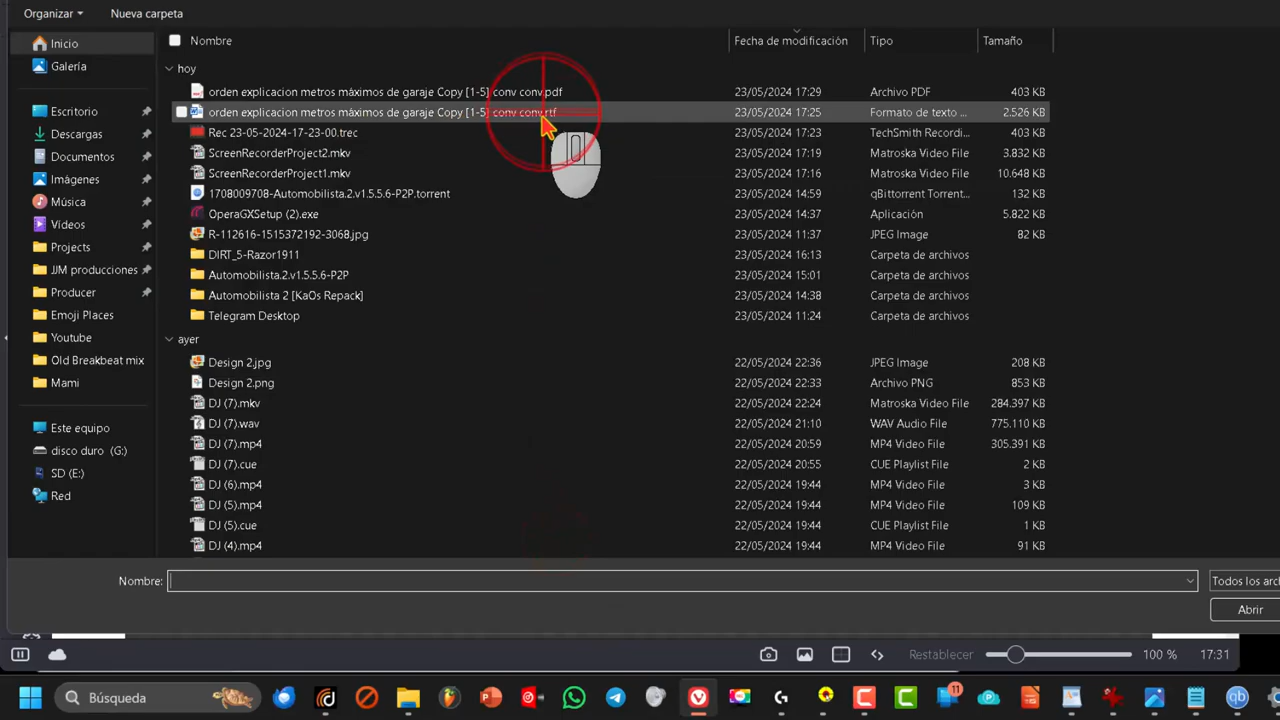 Organizar Nueva carpeta
Inicio
Galería
Escritorio
Descargas
Documentos
Imágenes
Música
Vídeos
Projects
JJM producciones
Producer
Emoji Places
Youtube
Old Breakbeat mix
Mami
Este equipo
disco duro (G:)
SD (E:)
Red
Nombre Fecha de modificación Tipo Tamaño
hoy
orden explicacion metros máximos de garaje Copy [1-5] conv conv.pdf 23/05/2024 17:29 Archivo PDF 403 KB
orden explicacion metros máximos de garaje Copy [1-5] conv conv.rtf 23/05/2024 17:25 Formato de texto ... 2.526 KB
Rec 23-05-2024-17-23-00.trec 23/05/2024 17:23 TechSmith Recordi... 403 KB
ScreenRecorderProject2.mkv 23/05/2024 17:19 Matroska Video File 3.832 KB
ScreenRecorderProject1.mkv 23/05/2024 17:16 Matroska Video File 10.648 KB
1708009708-Automobilista.2.v1.5.5.6-P2P.torrent 23/05/2024 14:59 qBittorrent Torrent... 132 KB
OperaGXSetup (2).exe 23/05/2024 14:37 Aplicación 5.822 KB
R-112616-1515372192-3068.jpg 23/05/2024 11:37 JPEG Image 82 KB
DIRT_5-Razor1911 23/05/2024 16:13 Carpeta de archivos
Automobilista.2.v1.5.5.6-P2P 23/05/2024 15:01 Carpeta de archivos
Automobilista 2 [KaOs Repack] 23/05/2024 14:38 Carpeta de archivos
Telegram Desktop 23/05/2024 11:24 Carpeta de archivos
ayer
Design 2.jpg 22/05/2024 22:36 JPEG Image 208 KB
Design 2.png 22/05/2024 22:33 Archivo PNG 853 KB
DJ (7).mkv 22/05/2024 22:24 Matroska Video File 284.397 KB
DJ (7).wav 22/05/2024 21:10 WAV Audio File 775.110 KB
DJ (7).mp4 22/05/2024 20:59 MP4 Video File 305.391 KB
DJ (7).cue 22/05/2024 20:55 CUE Playlist File 2 KB
DJ (6).mp4 22/05/2024 19:44 MP4 Video File 3 KB
DJ (5).mp4 22/05/2024 19:44 MP4 Video File 109 KB
DJ (5).cue 22/05/2024 19:44 CUE Playlist File 1 KB
DJ (4).mp4 22/05/2024 19:44 MP4 Video File 91 KB
Nombre: Todos los arch
Abrir
Restablecer 100 % 17:31
Búsqueda 11